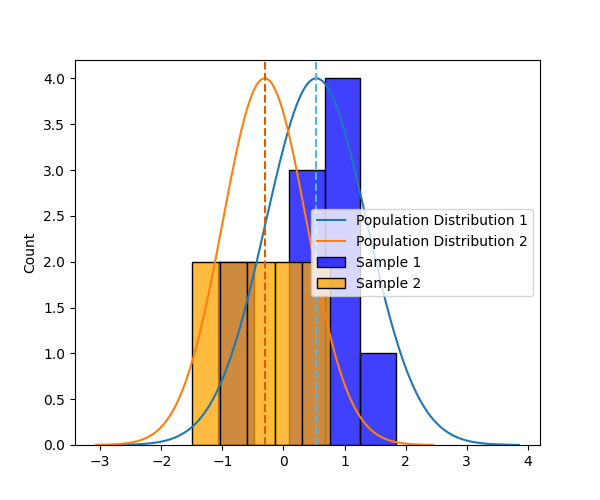 4.0
3.5
3.0
2.5
2.0
1.5
1.0
0.5
0.0
Count
Population Distribution 1
Population Distribution 2
Sample 1
Sample 2
−3 −2 −1 0 1 2 3 4